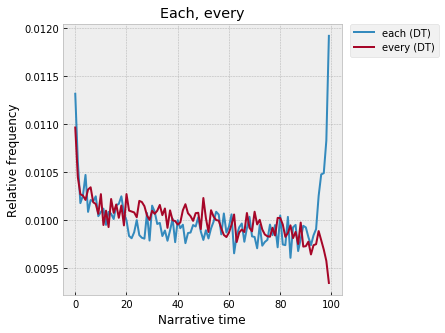 Each, every
each (DT)
every (DT)
Relative frequency
0.0120
0.0115
0.0110
0.0105
0.0100
0.0095
0
20
40
60
80
100
Narrative time